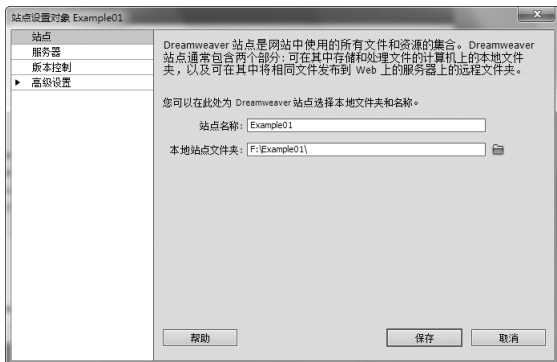 站点设置对象 Example01
站点
服务器
版本控制
高级设置
Dreamweaver 站点是网站中使用的所有文件和资源的集合。Dreamweaver
站点通常包含两个部分：可在其中存储和处理文件的计算机上的本地文件
夹，以及可在其中将相同文件发布到 Web 上的服务器上的远程文件夹。
您可以在此处为 Dreamweaver 站点选择本地文件夹和名称。
站点名称: Example01
本地站点文件夹: F:\Example01\
帮助
保存
取消